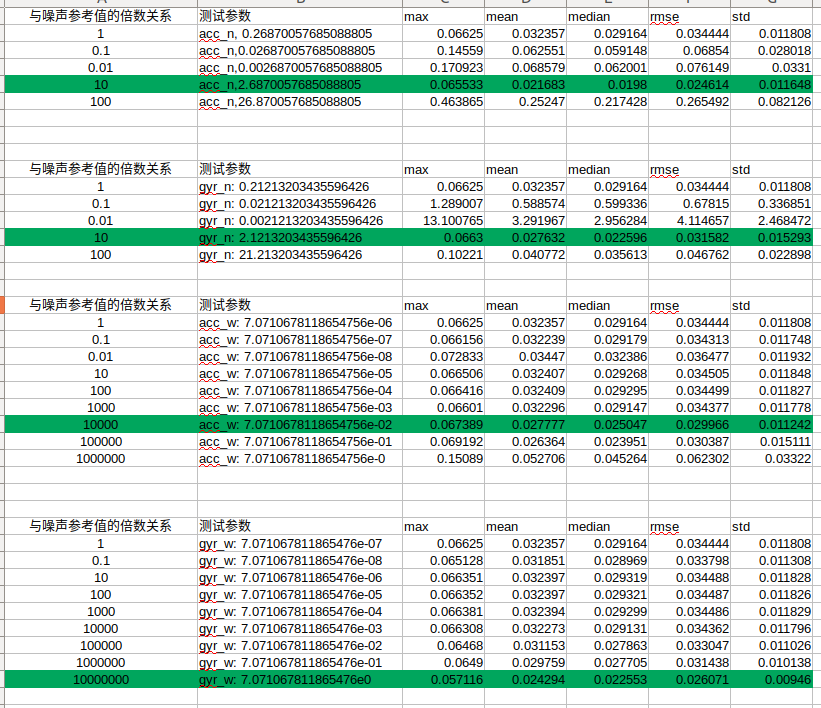 与噪声参考值的倍数关系 测试参数 max mean median rmse std
1 acc_n, 0.26870057685088805 0.06625 0.032357 0.029164 0.034444 0.011808
0.1 acc_n,0.026870057685088805 0.14559 0.062551 0.059148 0.06854 0.028018
0.01 acc_n,0.0026870057685088805 0.170923 0.068579 0.062001 0.076149 0.0331
10 acc_n,2.6870057685088805 0.065533 0.021683 0.0198 0.024614 0.011648
100 acc_n,26.870057685088805 0.463865 0.25247 0.217428 0.265492 0.082126
与噪声参考值的倍数关系 测试参数 max mean median rmse std
1 gyr_n: 0.21213203435596426 0.06625 0.032357 0.029164 0.034444 0.011808
0.1 gyr_n: 0.021213203435596426 1.289007 0.588574 0.599336 0.67815 0.336851
0.01 gyr_n: 0.0021213203435596426 13.100765 3.291967 2.956284 4.114657 2.468472
10 gyr_n: 2.1213203435596426 0.0663 0.027632 0.022596 0.031582 0.015293
100 gyr_n: 21.213203435596426 0.10221 0.040772 0.035613 0.046762 0.022898
与噪声参考值的倍数关系 测试参数 max mean median rmse std
1 acc_w: 7.0710678118654756e-06 0.06625 0.032357 0.029164 0.034444 0.011808
0.1 acc_w: 7.0710678118654756e-07 0.066156 0.032239 0.029179 0.034313 0.011748
0.01 acc_w: 7.0710678118654756e-08 0.072833 0.03447 0.032386 0.036477 0.011932
10 acc_w: 7.0710678118654756e-05 0.066506 0.032407 0.029268 0.034505 0.011848
100 acc_w: 7.0710678118654756e-04 0.066416 0.032409 0.029295 0.034499 0.011827
1000 acc_w: 7.0710678118654756e-03 0.06601 0.032296 0.029147 0.034377 0.011778
10000 acc_w: 7.0710678118654756e-02 0.067389 0.027777 0.025047 0.029966 0.011242
100000 acc_w: 7.0710678118654756e-01 0.069192 0.026364 0.023951 0.030387 0.015111
1000000 acc_w: 7.0710678118654756e-0 0.15089 0.052706 0.045264 0.062302 0.03322
与噪声参考值的倍数关系 测试参数 max mean median rmse std
1 gyr_w: 7.071067811865476e-07 0.06625 0.032357 0.029164 0.034444 0.011808
0.1 gyr_w: 7.071067811865476e-08 0.065128 0.031851 0.028969 0.033798 0.011308
10 gyr_w: 7.071067811865476e-06 0.066351 0.032397 0.029319 0.034488 0.011828
100 gyr_w: 7.071067811865476e-05 0.066352 0.032397 0.029321 0.034487 0.011828
1000 gyr_w: 7.071067811865476e-04 0.066381 0.032394 0.029299 0.034486 0.011829
10000 gyr_w: 7.071067811865476e-03 0.066308 0.032273 0.029131 0.034362 0.011796
100000 gyr_w: 7.071067811865476e-02 0.06468 0.031153 0.027863 0.033047 0.011026
1000000 gyr_w: 7.071067811865476e-01 0.0649 0.029759 0.027705 0.031438 0.010138
10000000 gyr_w: 7.071067811865476e0 0.057116 0.024294 0.022553 0.026071 0.00946